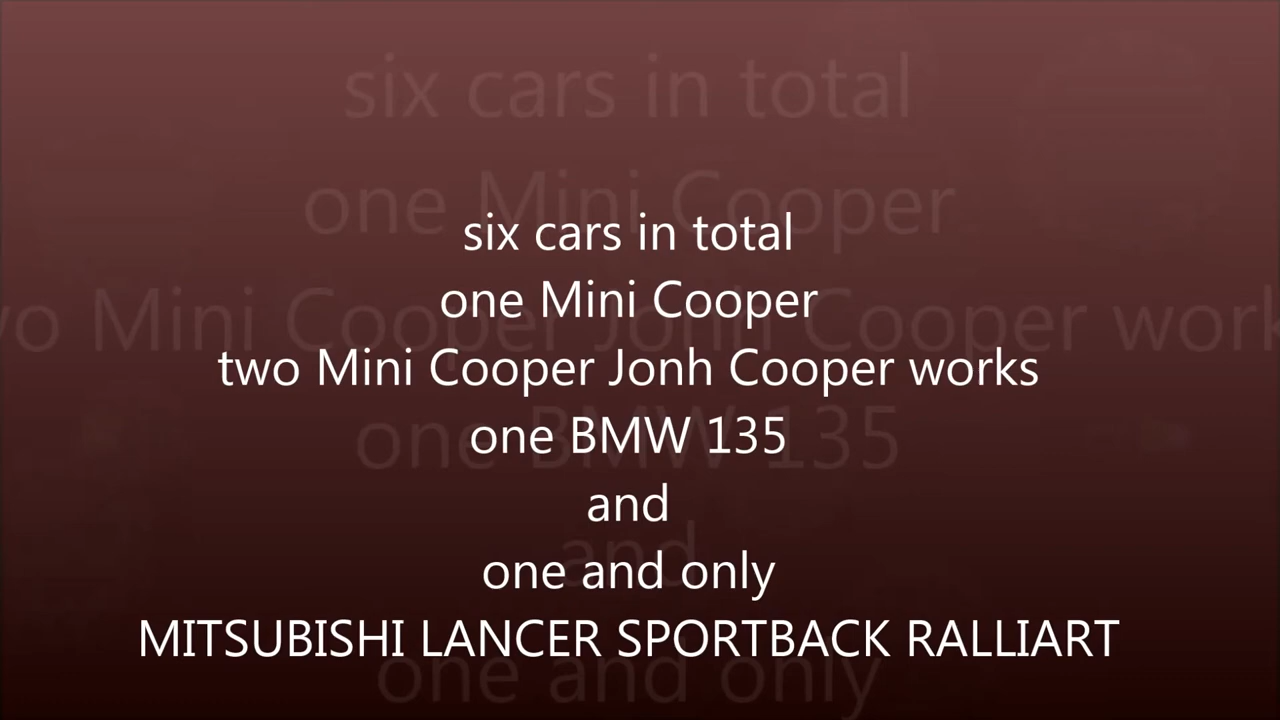 six cars in total
one Mini Cooper
two Mini Cooper Jonh Cooper works
one BMW 135
and
one and only
MITSUBISHI LANCER SPORTBACK RALLIART